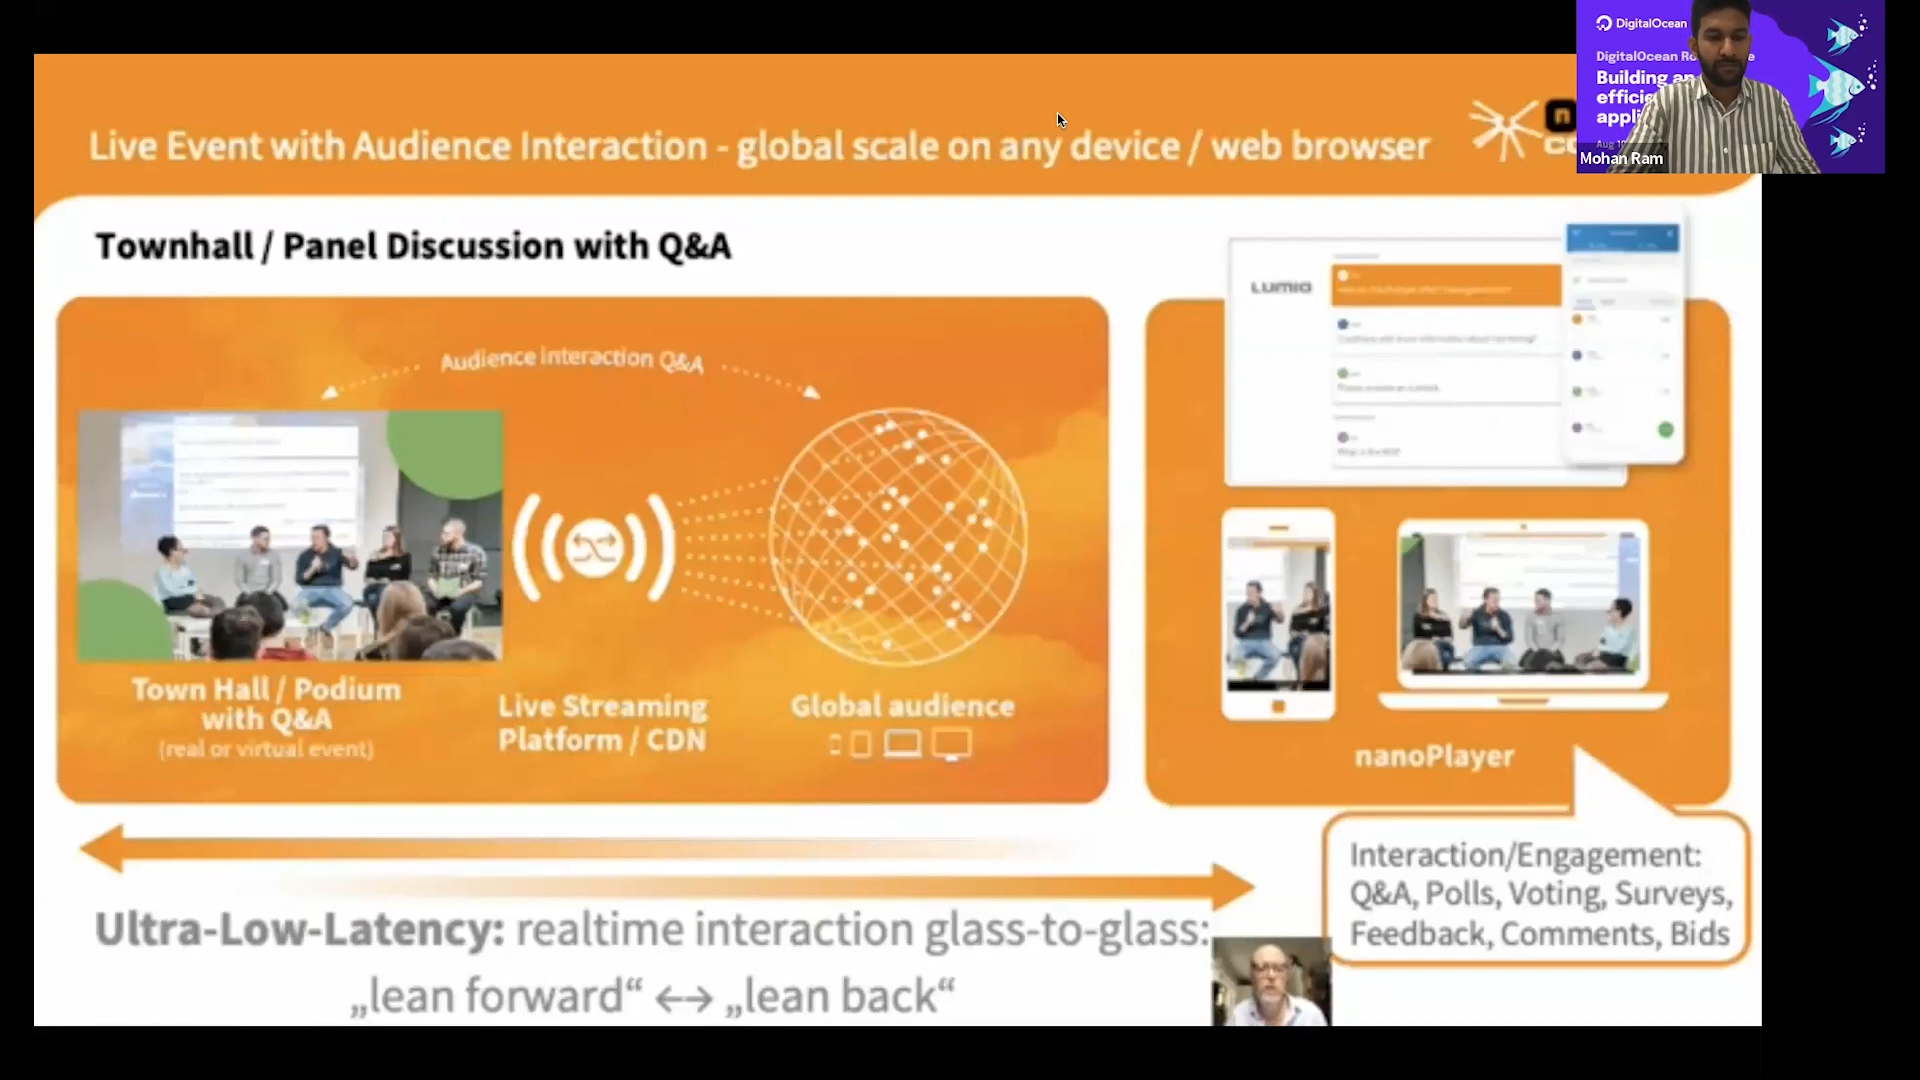 DigitalOcean
DigitalOcean
Building an
Mohan Ram
Live Event with Audience Interaction - global scale on any device / web browser
n
Townhall / Panel Discussion with Q&A
LUMIO
Audience interaction Q&A
Town Hall / Podium
with Q&A
(real or virtual event)
Live Streaming
Platform / CDN
Global audience
nanoPlayer
Interaction/Engagement:
Q&A, Polls, Voting, Surveys,
Feedback, Comments, Bids
Ultra-Low-Latency: realtime interaction glass-to-glass:
„lean forward“ ↔ „lean back“